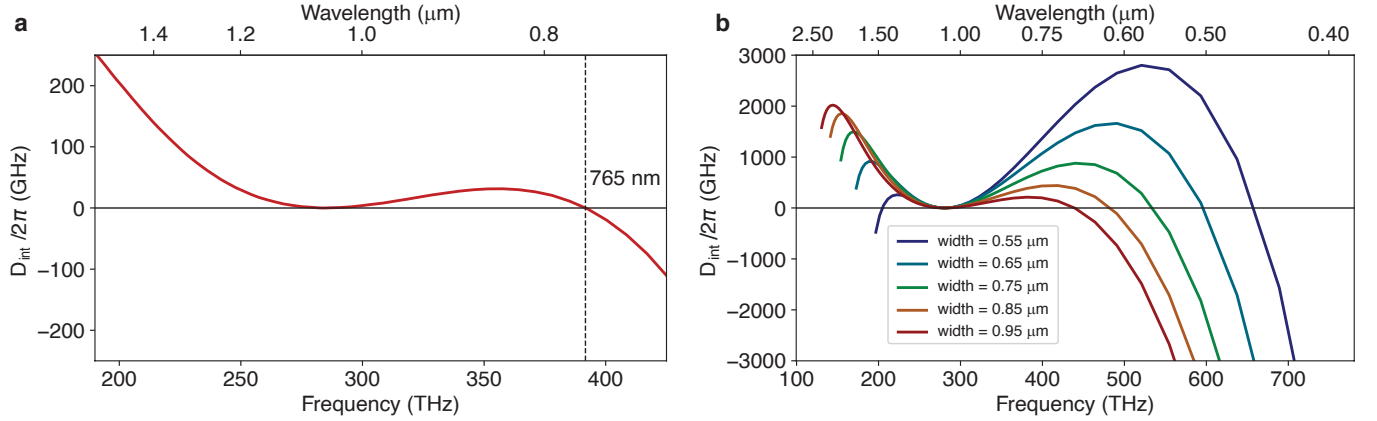 a
Wavelength (μm)
1.4 1.2 1.0 0.8
D_int /2π (GHz)
200
100
0
−100
−200
765 nm
200 250 300 350 400
Frequency (THz)
b
Wavelength (μm)
2.50 1.50 1.00 0.75 0.60 0.50 0.40
D_int /2π (GHz)
3000
2000
1000
0
−1000
−2000
−3000
width = 0.55 μm
width = 0.65 μm
width = 0.75 μm
width = 0.85 μm
width = 0.95 μm
100 200 300 400 500 600 700
Frequency (THz)